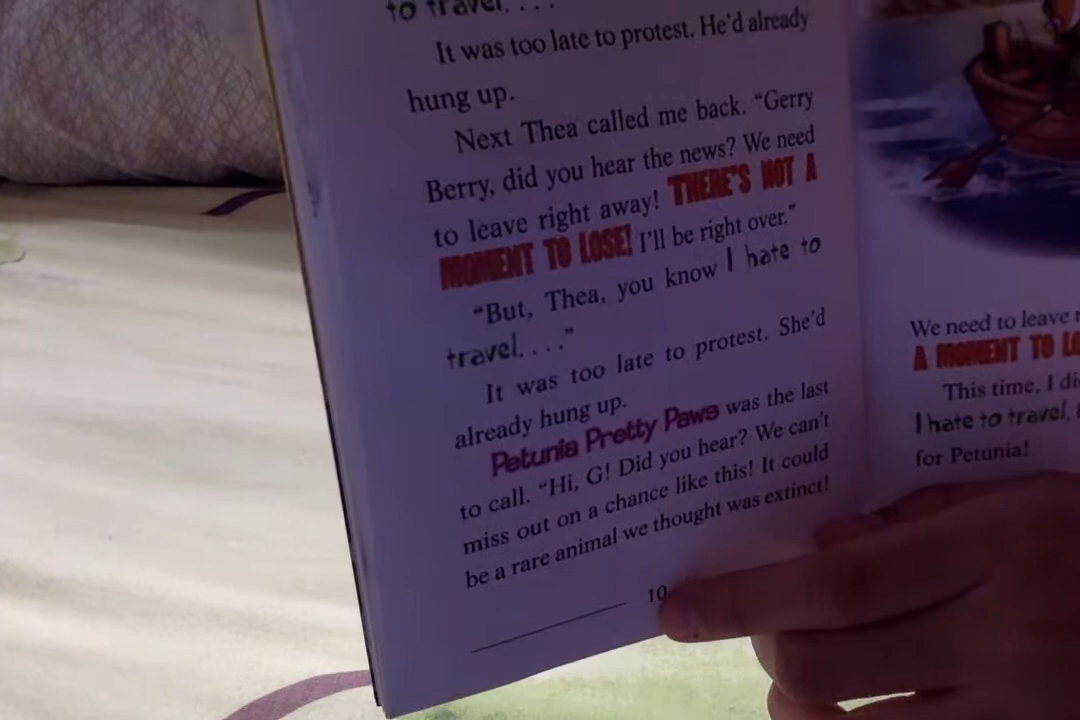 to travel. . . .
It was too late to protest. He'd already
hung up.
Next Thea called me back. "Gerry
Berry, did you hear the news? We need
to leave right away! THERE'S NOT A
MOMENT TO LOSE! I'll be right over."
"But, Thea, you know I hate to
travel. . . ."
It was too late to protest. She'd
already hung up.
Petunia Pretty Paws was the last
to call. "Hi, G! Did you hear? We can't
miss out on a chance like this! It could
be a rare animal we thought was extinct!
10
We need to leave
A MOMENT TO
This time, I
I hate to travel,
for Petunia!